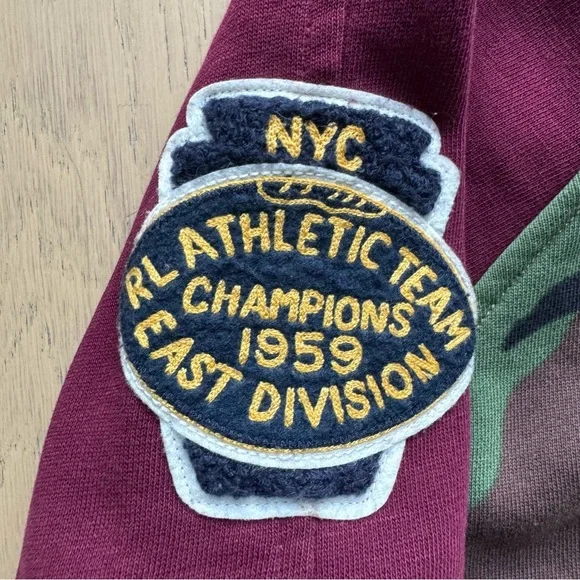 NYC
RL ATHLETIC TEAM
CHAMPIONS
1959
EAST DIVISION